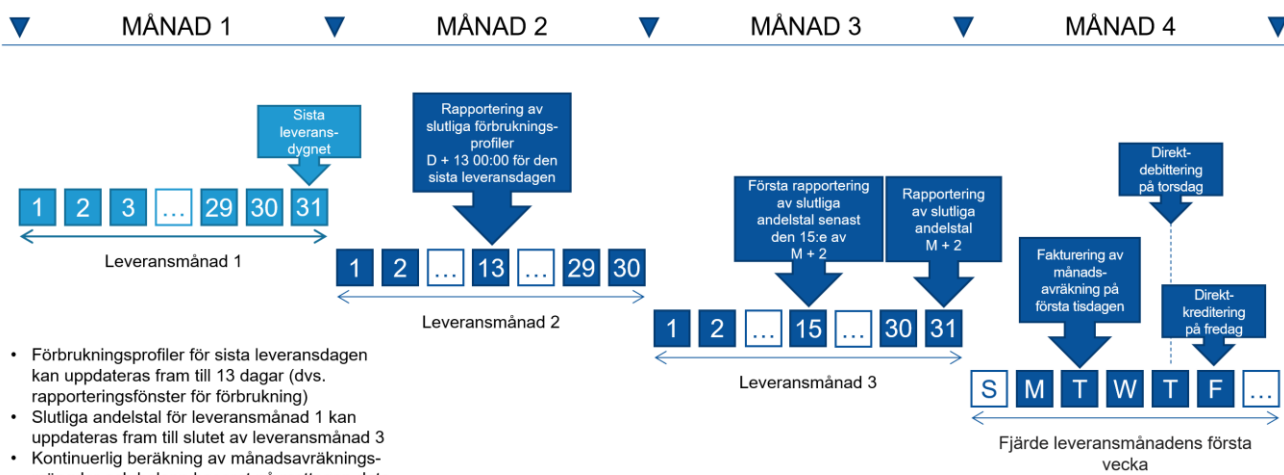 MÅNAD 1
MÅNAD 2
MÅNAD 3
MÅNAD 4
Sista
leverans-
dygnet
1 2 3 ... 29 30 31
Leveransmånad 1
Rapportering av
slutliga förbruknings-
profiler
D + 13 00:00 för den
sista leveransdagen
1 2 ... 13 ... 29 30
Leveransmånad 2
Första rapportering
av slutliga
andelstal senast
den 15:e av
M + 2
Rapportering
av slutliga
andelstal
M + 2
1 2 ... 15 ... 30 31
Leveransmånad 3
Direkt-
debittering
på torsdag
Fakturering av
månads-
avräkning på
första tisdagen
Direkt-
kreditering
på fredag
S M T W T F ...
Fjärde leveransmånadens första
vecka
• Förbrukningsprofiler för sista leveransdagen
kan uppdateras fram till 13 dagar (dvs.
rapporteringsfönster för förbrukning)
• Slutliga andelstal för leveransmånad 1 kan
uppdateras fram till slutet av leveransmånad 3
• Kontinuerlig beräkning av månadsavräknings-